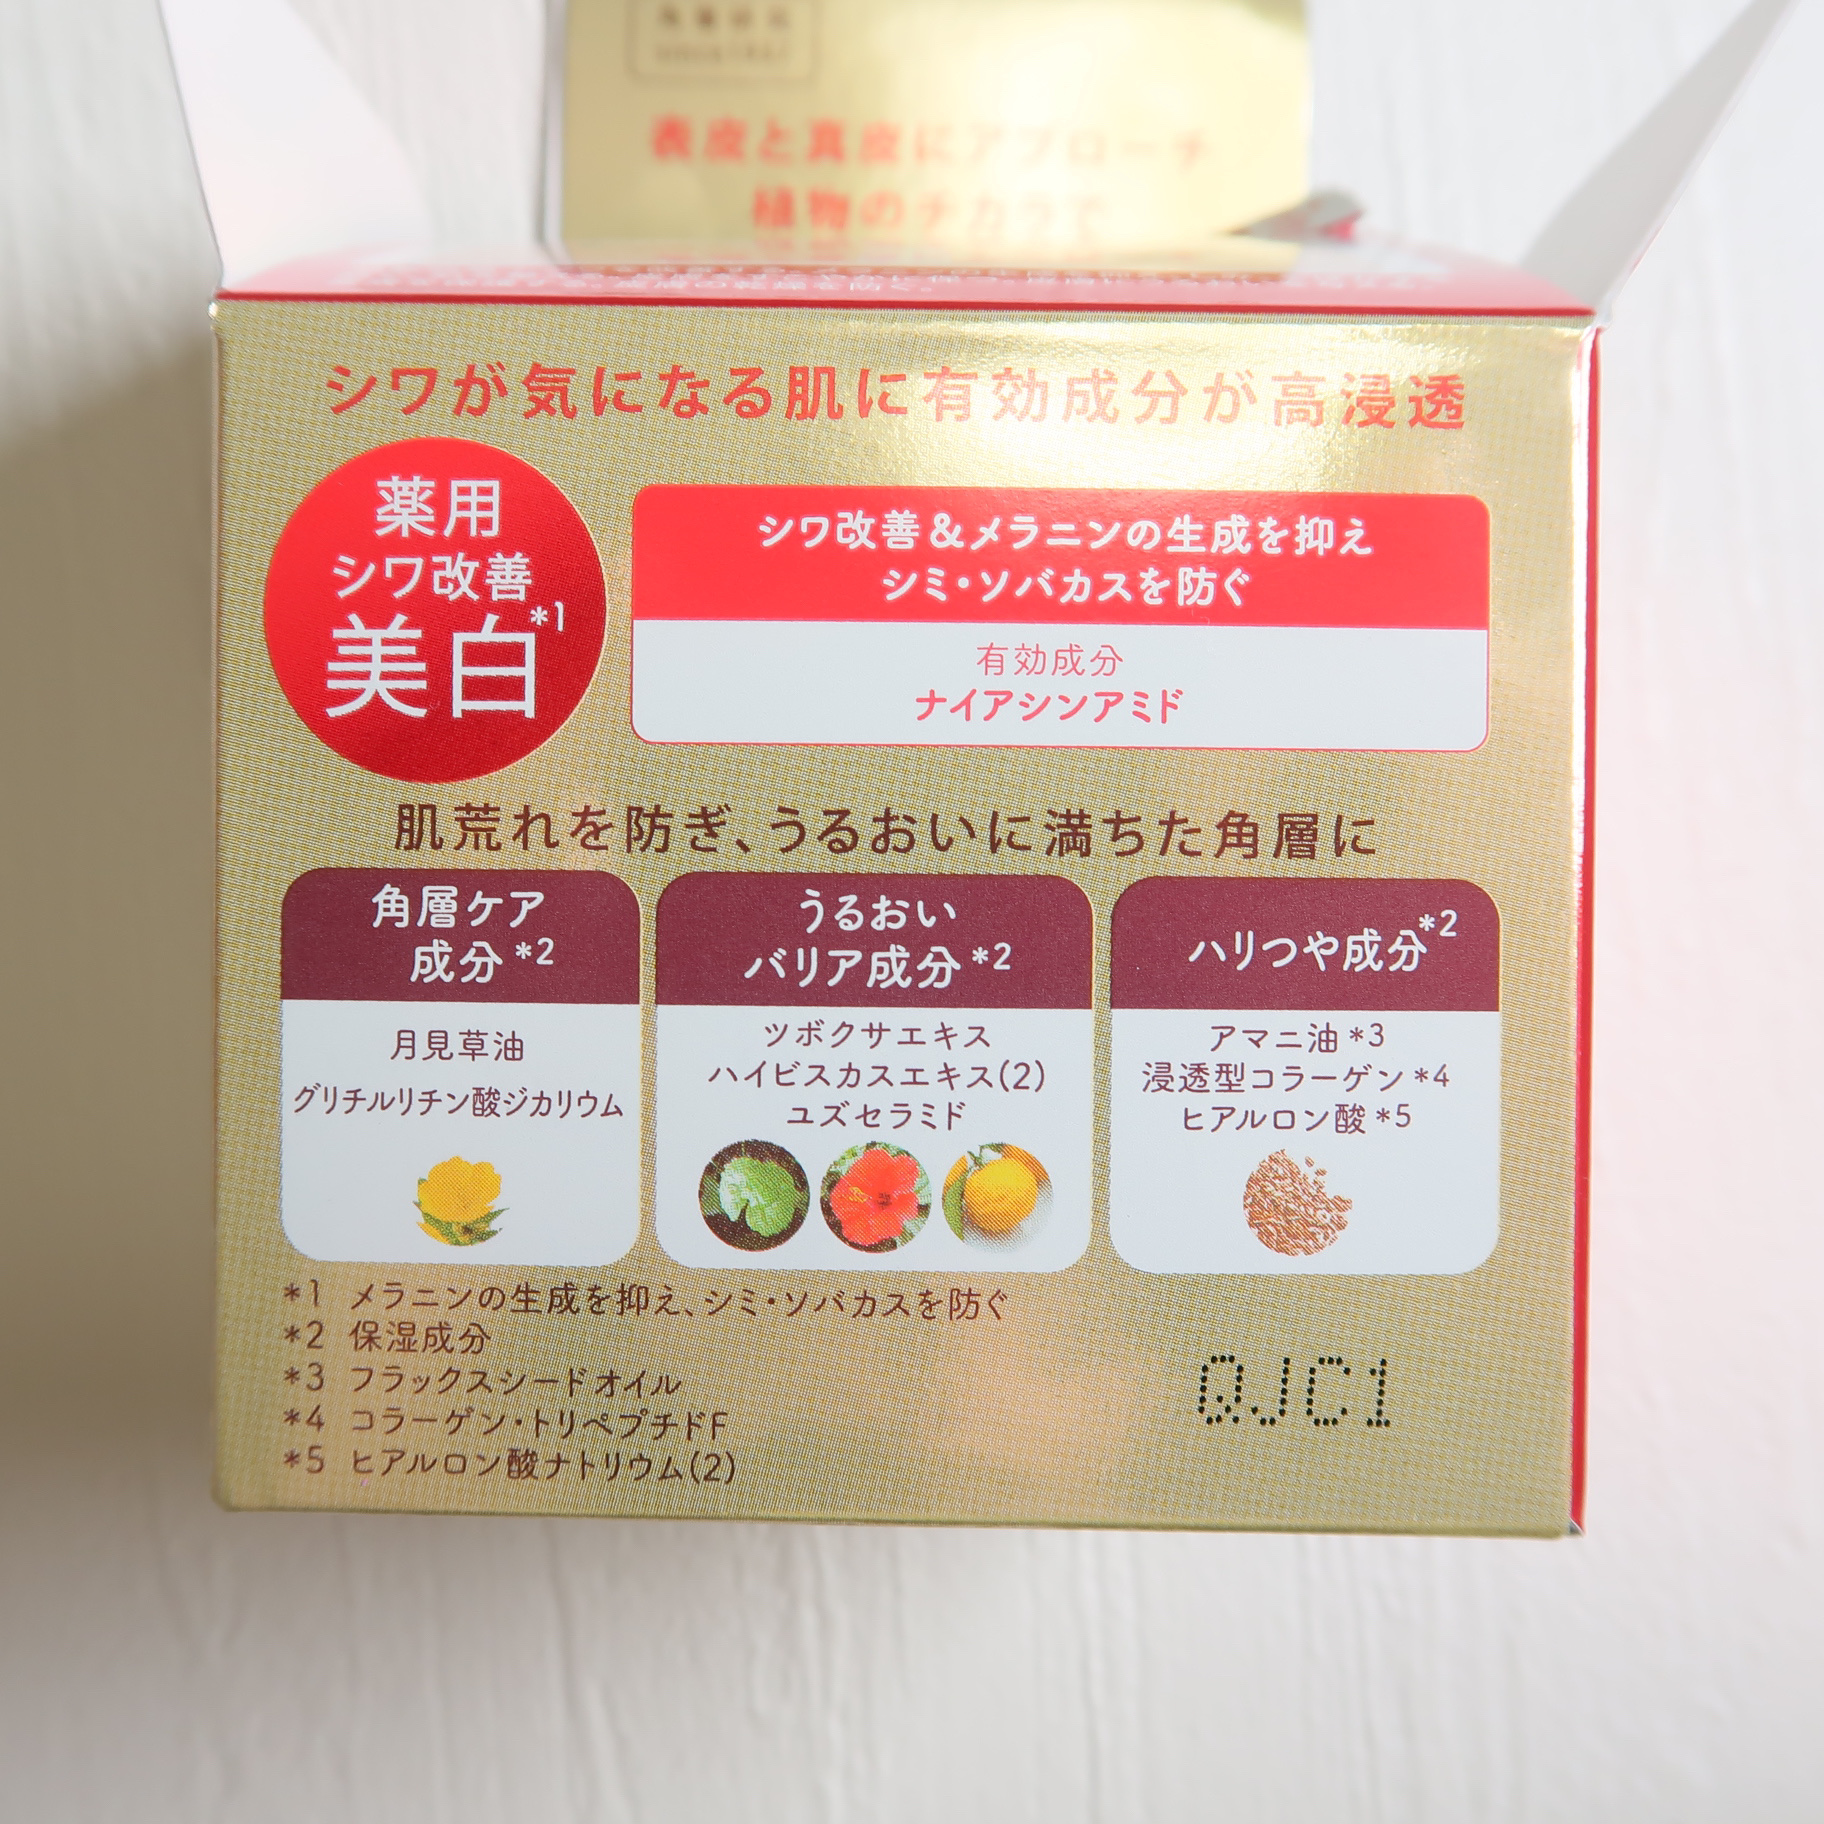 表皮と真皮にアプローチ
植物のチカラで
シワが気になる肌に有効成分が高浸透
薬用
シワ改善
美白*1
シワ改善&メラニンの生成を抑え
シミ・ソバカスを防ぐ
有効成分
ナイアシンアミド
肌荒れを防ぎ、うるおいに満ちた角層に
角層ケア
成分*2
月見草油
グリチルリチン酸ジカリウム
うるおい
バリア成分*2
ツボクサエキス
ハイビスカスエキス(2)
ユズセラミド
ハリつや成分*2
アマニ油*3
浸透型コラーゲン*4
ヒアルロン酸*5
*1 メラニンの生成を抑え、シミ・ソバカスを防ぐ
*2 保湿成分
*3 フラックスシードオイル
*4 コラーゲン・トリペプチドF
*5 ヒアルロン酸ナトリウム(2)
QJC1